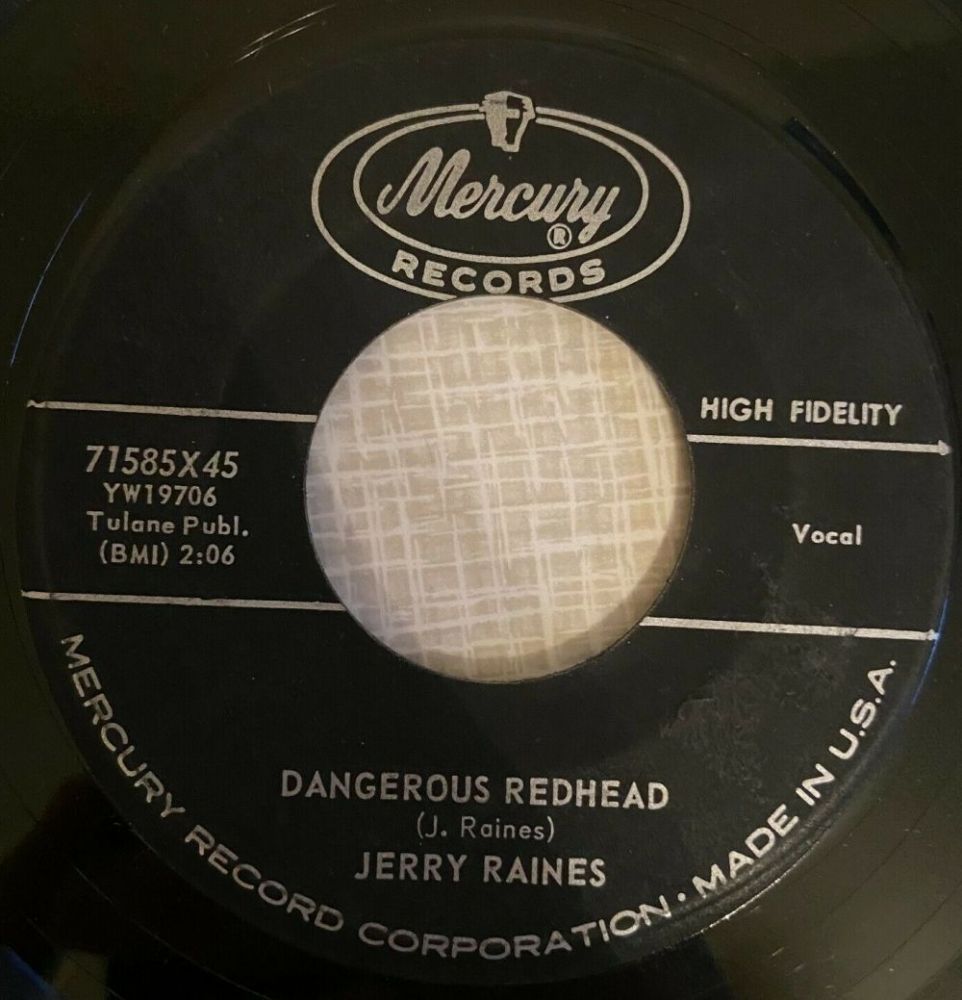 Mercury
®
RECORDS
HIGH FIDELITY
71585X45
YW19706
Tulane Publ.
(BMI) 2:06
Vocal
DANGEROUS REDHEAD
(J. Raines)
JERRY RAINES
MERCURY RECORD CORPORATION • MADE IN U.S.A.